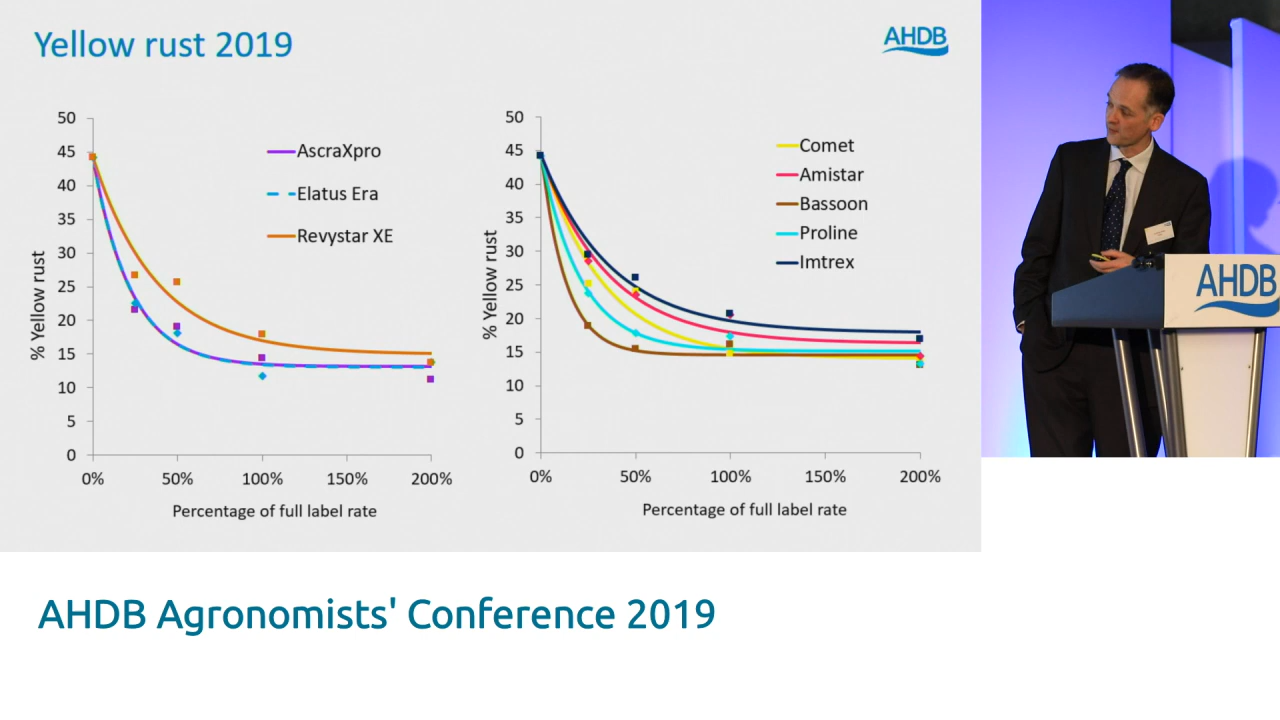 Yellow rust 2019
AHDB
50
45
40
35
30
25
20
15
10
5
0
% Yellow rust
0%
50%
100%
150%
200%
Percentage of full label rate
AscraXpro
Elatus Era
Revystar XE
50
45
40
35
30
25
20
15
10
5
0
% Yellow rust
0%
50%
100%
150%
200%
Percentage of full label rate
Comet
Amistar
Bassoon
Proline
Imtrex
AHDB
AHDB Agronomists' Conference 2019